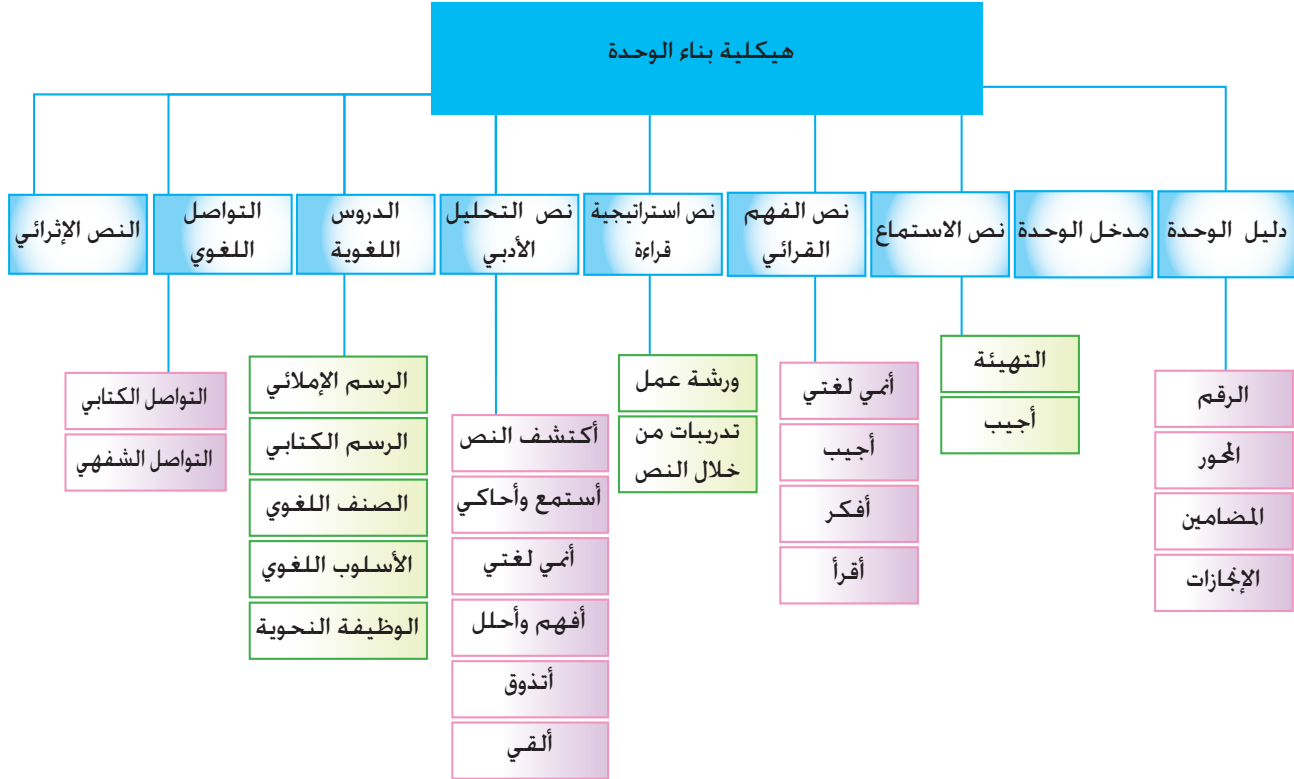 هيكلية بناء الوحدة
دليل الوحدة
مدخل الوحدة
نص الاستماع
نص الفهم
القرائي
نص استراتيجية
قراءة
نص التحليل
الأدبي
الدروس
اللغوية
التواصل
اللغوي
النص الإثرائي
الرقم
المحور
المضامين
الإنجازات
التهيئة
أجيب
أنمي لغتي
أجيب
أفكر
أقرأ
ورشة عمل
تدريبات من
خلال النص
أكتشف النص
أستمع وأحاكي
أنمي لغتي
أفهم وأحلل
أتذوق
ألقي
الرسم الإملائي
الرسم الكتابي
الصنف اللغوي
الأسلوب اللغوي
الوظيفة النحوية
التواصل الكتابي
التواصل الشفهي